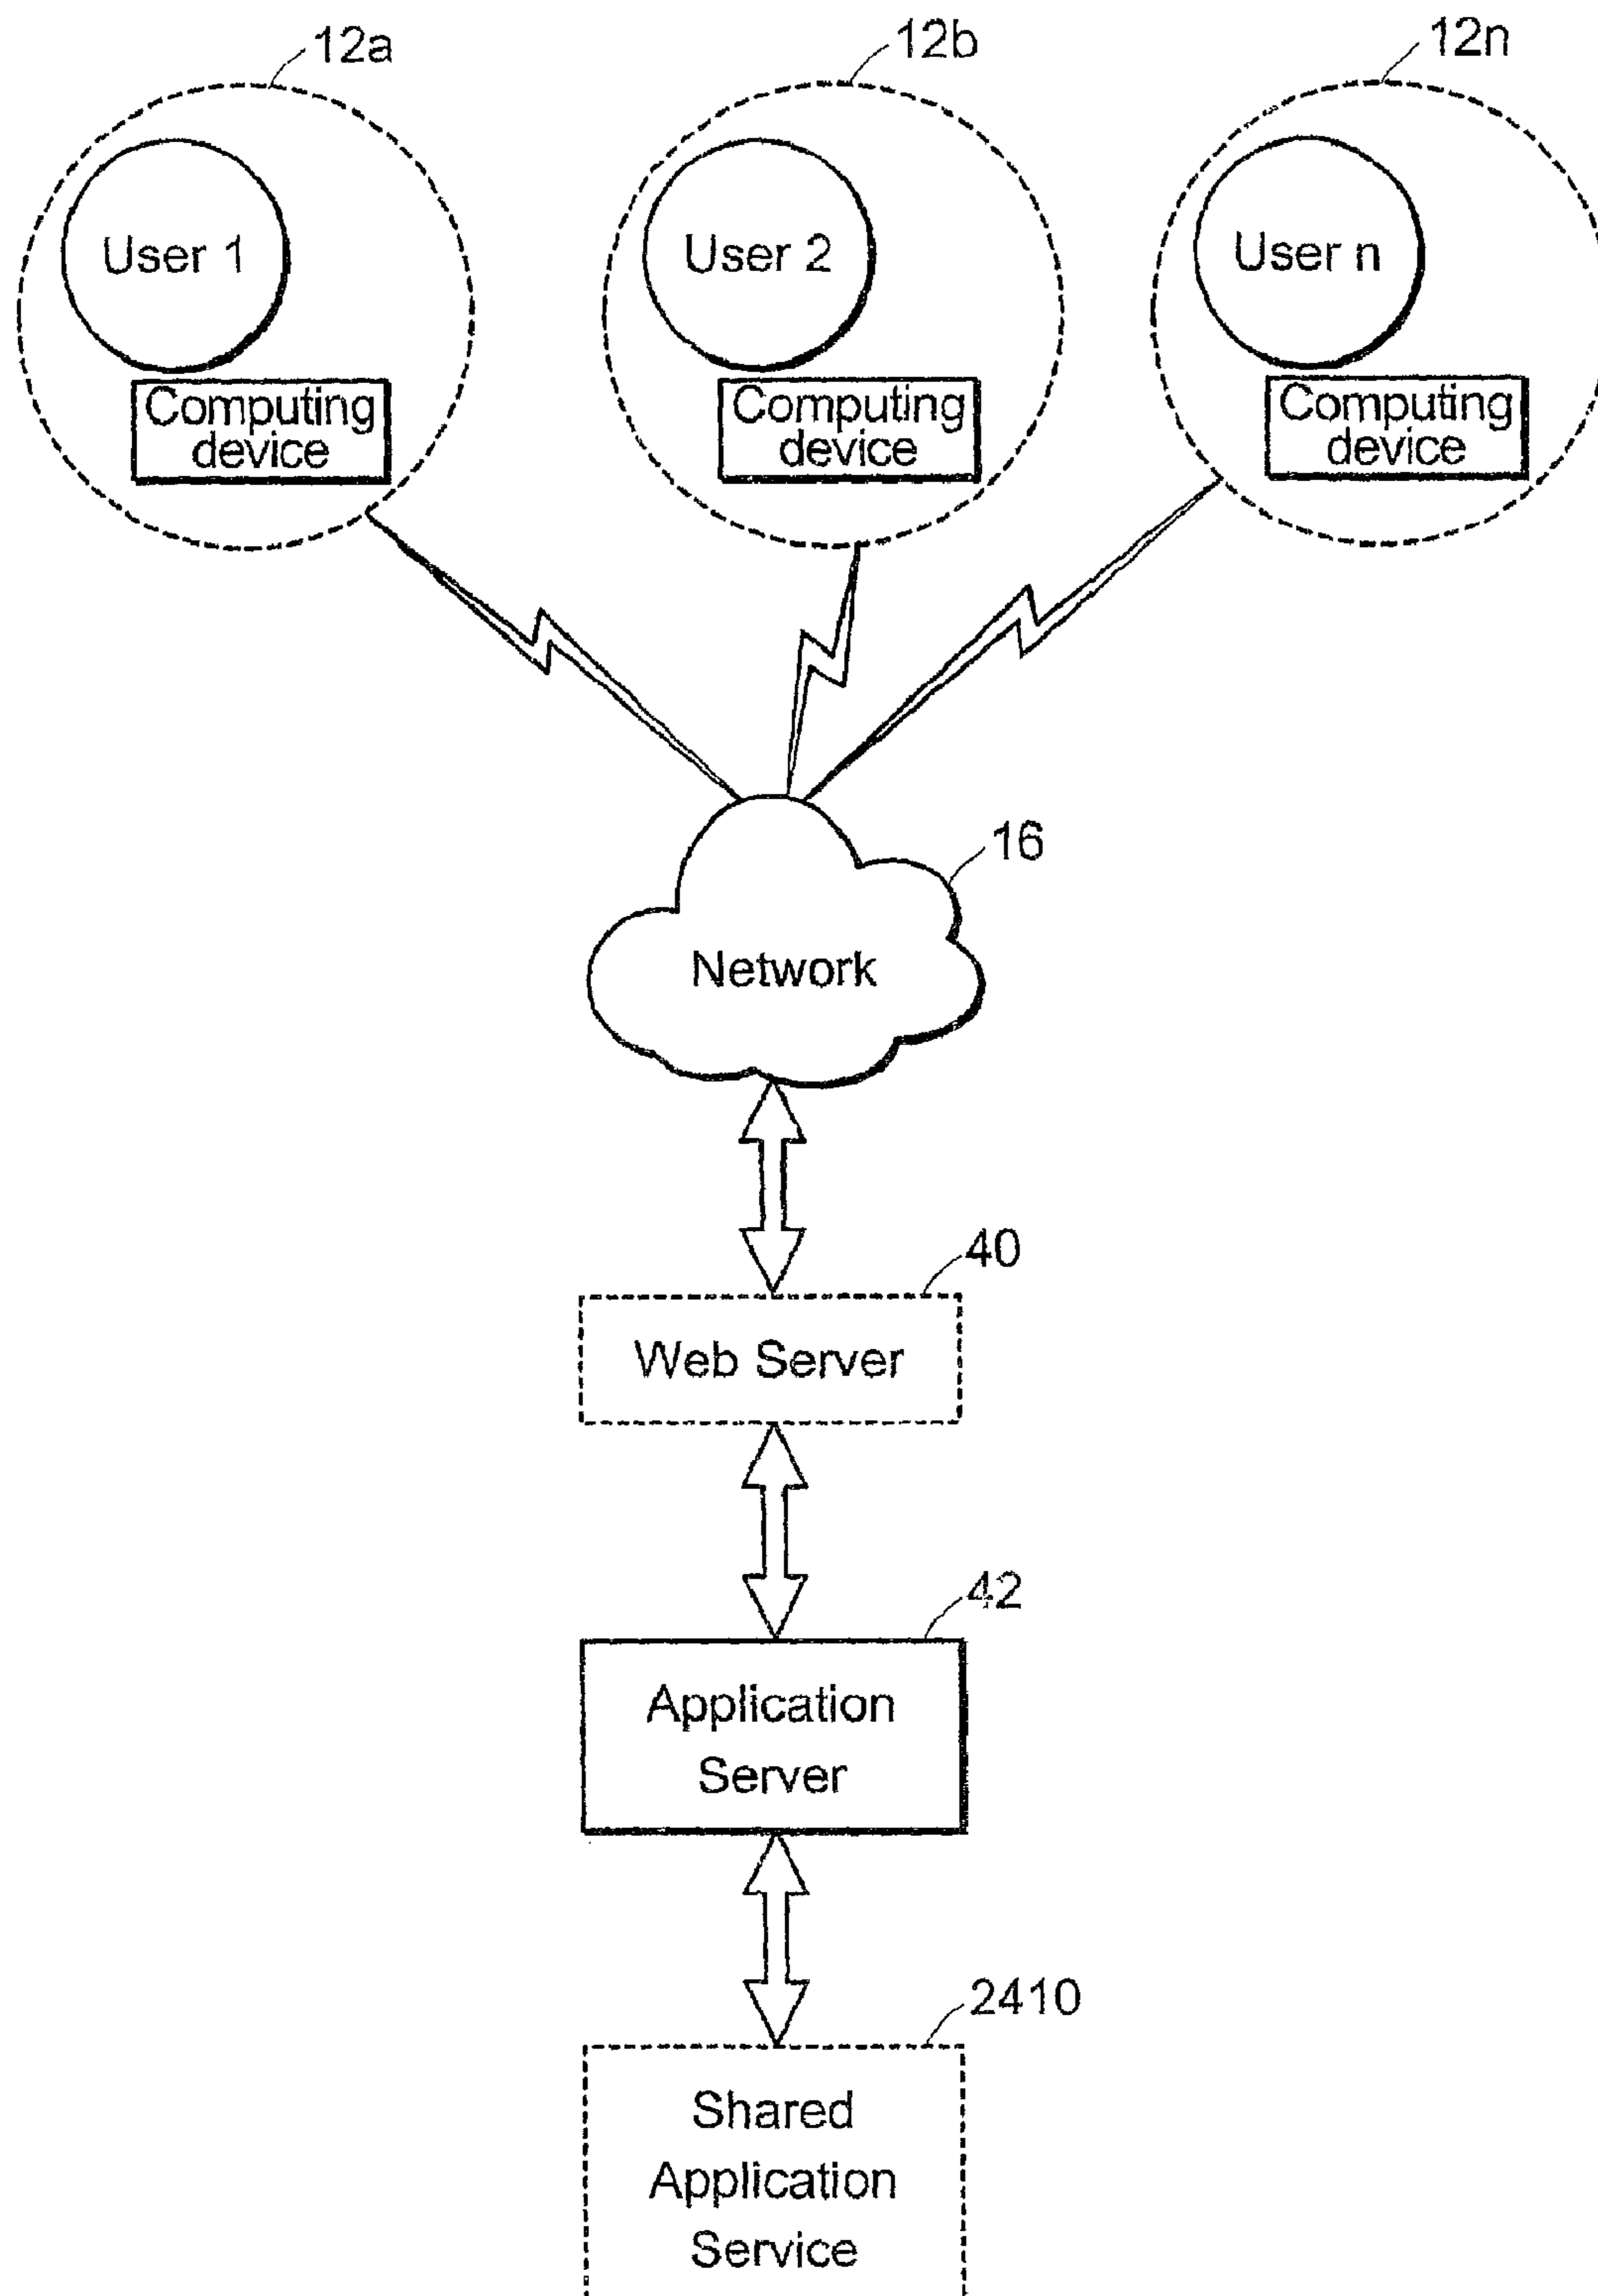 12a
12b
12n
User 1
User 2
User n
Computing
device
Computing
device
Computing
device
16
Network
40
Web Server
42
Application
Server
2410
Shared
Application
Service